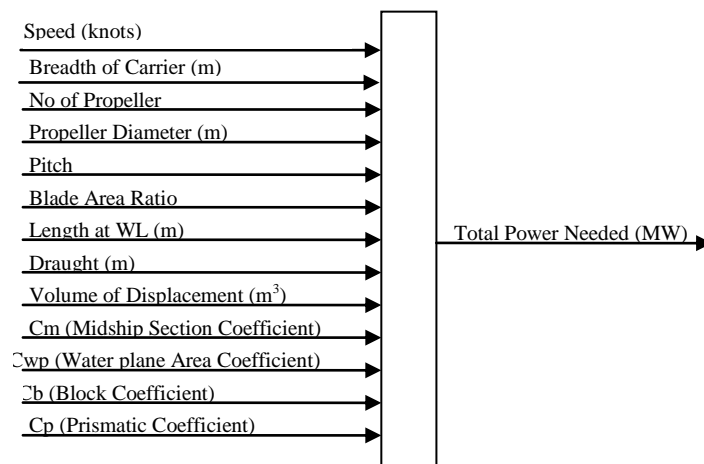 Speed (knots)
Breadth of Carrier (m)
No of Propeller
Propeller Diameter (m)
Pitch
Blade Area Ratio
Length at WL (m)
Draught (m)
Volume of Displacement (m³)
Cm (Midship Section Coefficient)
Cwp (Water plane Area Coefficient)
Cb (Block Coefficient)
Cp (Prismatic Coefficient)
Total Power Needed (MW)